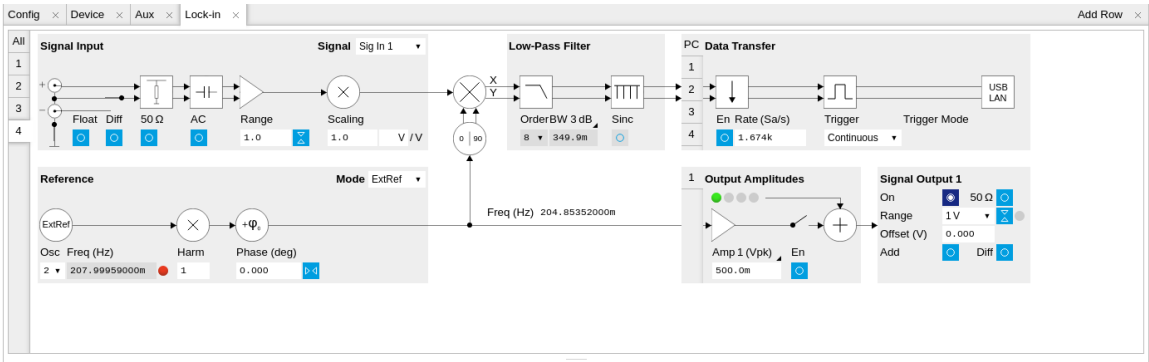 Config × Device × Aux × Lock-in × Add Row ×
All
1
2
3
4
Signal Input Signal Sig In 1
+
−
Float Diff 50 Ω AC Range Scaling
1.0 1.0 V / V
X
Y
0 | 90
Low-Pass Filter
Order BW 3 dB Sinc
8 349.9m
PC Data Transfer
1
2
3
4
USB
LAN
En Rate (Sa/s) Trigger Trigger Mode
1.674k Continuous
Reference Mode ExtRef
ExtRef
+φ₀
Osc Freq (Hz) Harm Phase (deg)
2 207.99959000m 1 0.000
Freq (Hz) 204.85352000m
1 Output Amplitudes
Amp 1 (Vpk) En
500.0m
Signal Output 1
On 50 Ω
Range 1 V
Offset (V) 0.000
Add Diff